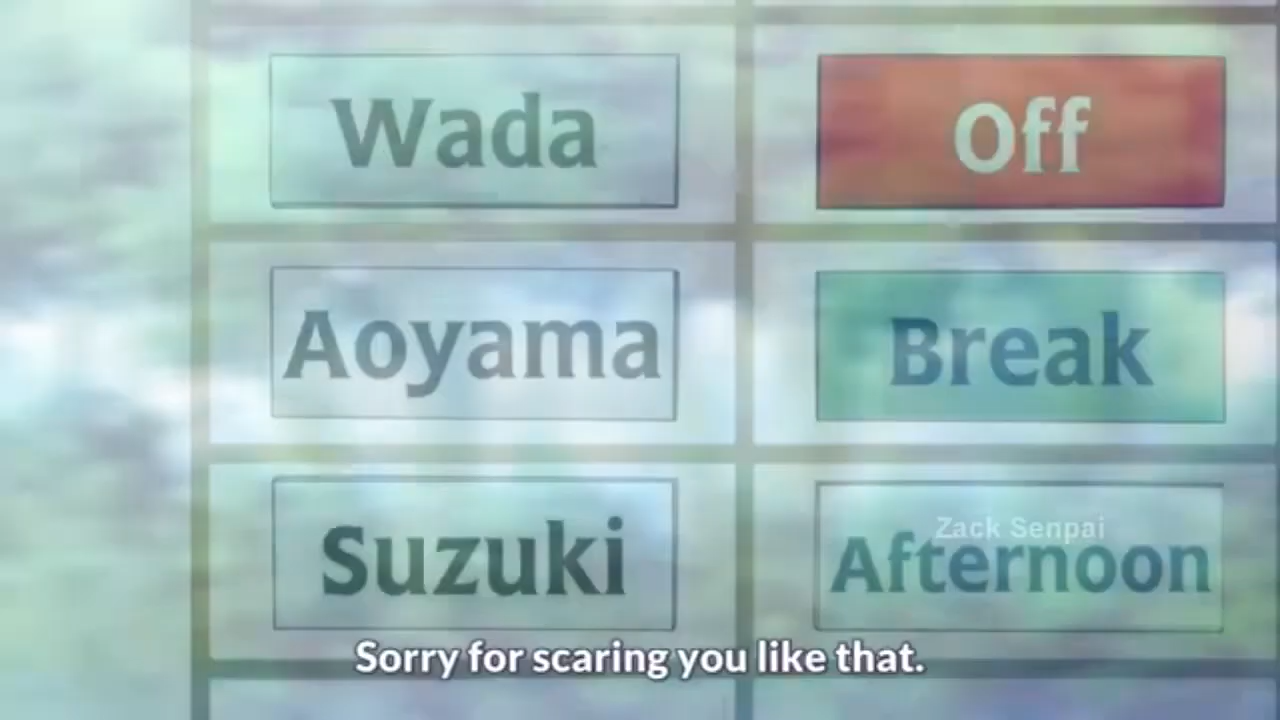 Wada Off
Aoyama Break
Zack Senpai
Suzuki Afternoon
Sorry for scaring you like that.